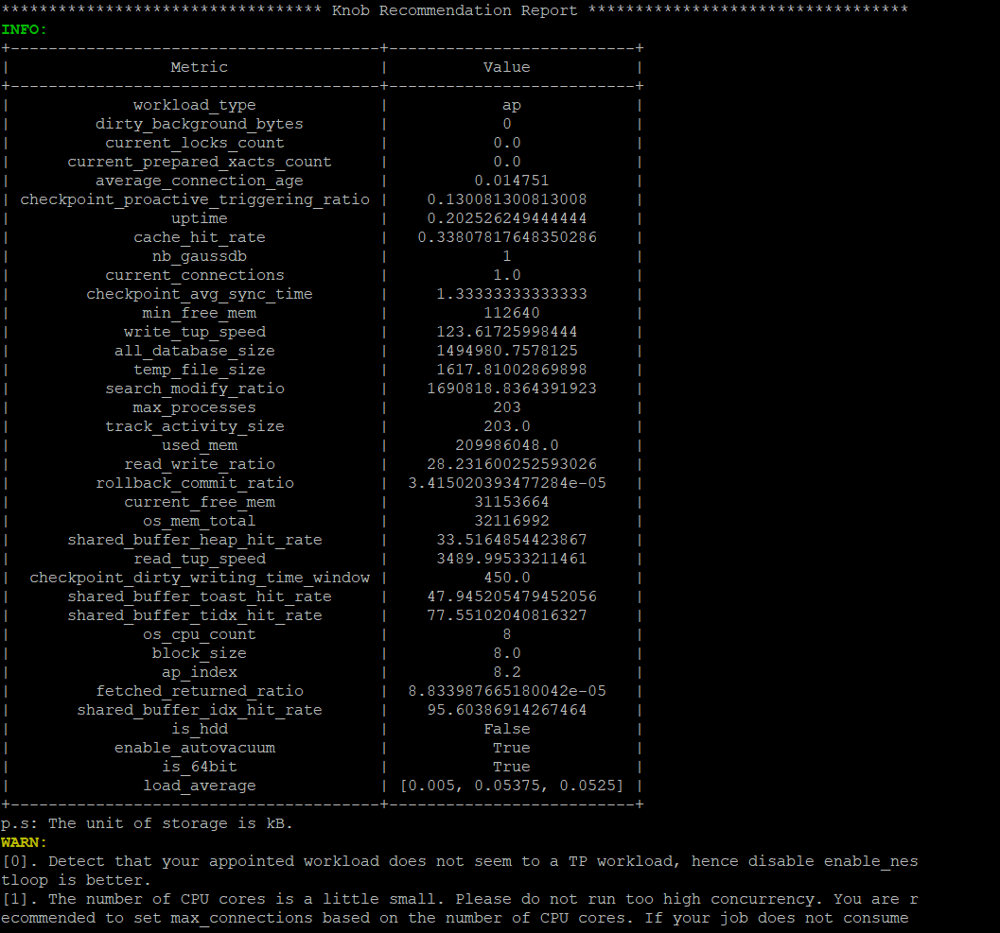 ********************************** Knob Recommendation Report **********************************
INFO:
+---------------------------------------+--------------------------+
| Metric | Value |
+---------------------------------------+--------------------------+
| workload_type | ap |
| dirty_background_bytes | 0 |
| current_locks_count | 0.0 |
| current_prepared_xacts_count | 0.0 |
| average_connection_age | 0.014751 |
| checkpoint_proactive_triggering_ratio | 0.130081300813008 |
| uptime | 0.202526249444444 |
| cache_hit_rate | 0.33807817648350286 |
| nb_gaussdb | 1 |
| current_connections | 1.0 |
| checkpoint_avg_sync_time | 1.33333333333333 |
| min_free_mem | 112640 |
| write_tup_speed | 123.61725998444 |
| all_database_size | 1494980.7578125 |
| temp_file_size | 1617.81002869898 |
| search_modify_ratio | 1690818.8364391923 |
| max_processes | 203 |
| track_activity_size | 203.0 |
| used_mem | 209986048.0 |
| read_write_ratio | 28.231600252593026 |
| rollback_commit_ratio | 3.415020393477284e-05 |
| current_free_mem | 31153664 |
| os_mem_total | 32116992 |
| shared_buffer_heap_hit_rate | 33.5164854423867 |
| read_tup_speed | 3489.99533211461 |
| checkpoint_dirty_writing_time_window | 450.0 |
| shared_buffer_toast_hit_rate | 47.945205479452056 |
| shared_buffer_tidx_hit_rate | 77.55102040816327 |
| os_cpu_count | 8 |
| block_size | 8.0 |
| ap_index | 8.2 |
| fetched_returned_ratio | 8.833987665180042e-05 |
| shared_buffer_idx_hit_rate | 95.60386914267464 |
| is_hdd | False |
| enable_autovacuum | True |
| is_64bit | True |
| load_average | [0.005, 0.05375, 0.0525] |
+---------------------------------------+--------------------------+
p.s: The unit of storage is kB.
WARN:
[0]. Detect that your appointed workload does not seem to a TP workload, hence disable enable_nes
tloop is better.
[1]. The number of CPU cores is a little small. Please do not run too high concurrency. You are r
ecommended to set max_connections based on the number of CPU cores. If your job does not consume